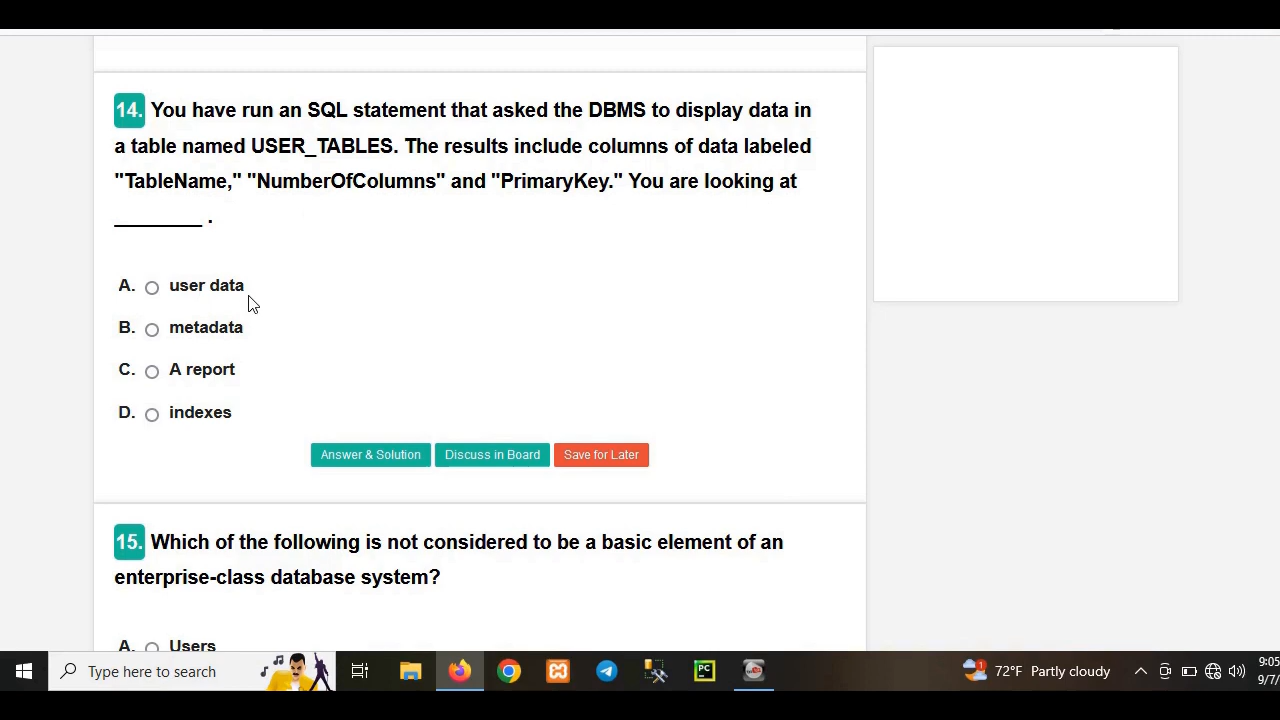 14. You have run an SQL statement that asked the DBMS to display data in
a table named USER_TABLES. The results include columns of data labeled
"TableName," "NumberOfColumns" and "PrimaryKey." You are looking at
________ .
A. user data
B. metadata
C. A report
D. indexes
Answer & Solution Discuss in Board Save for Later
15. Which of the following is not considered to be a basic element of an
enterprise-class database system?
A. Users
Type here to search
PC
1
72°F Partly cloudy
9:05
9/7/